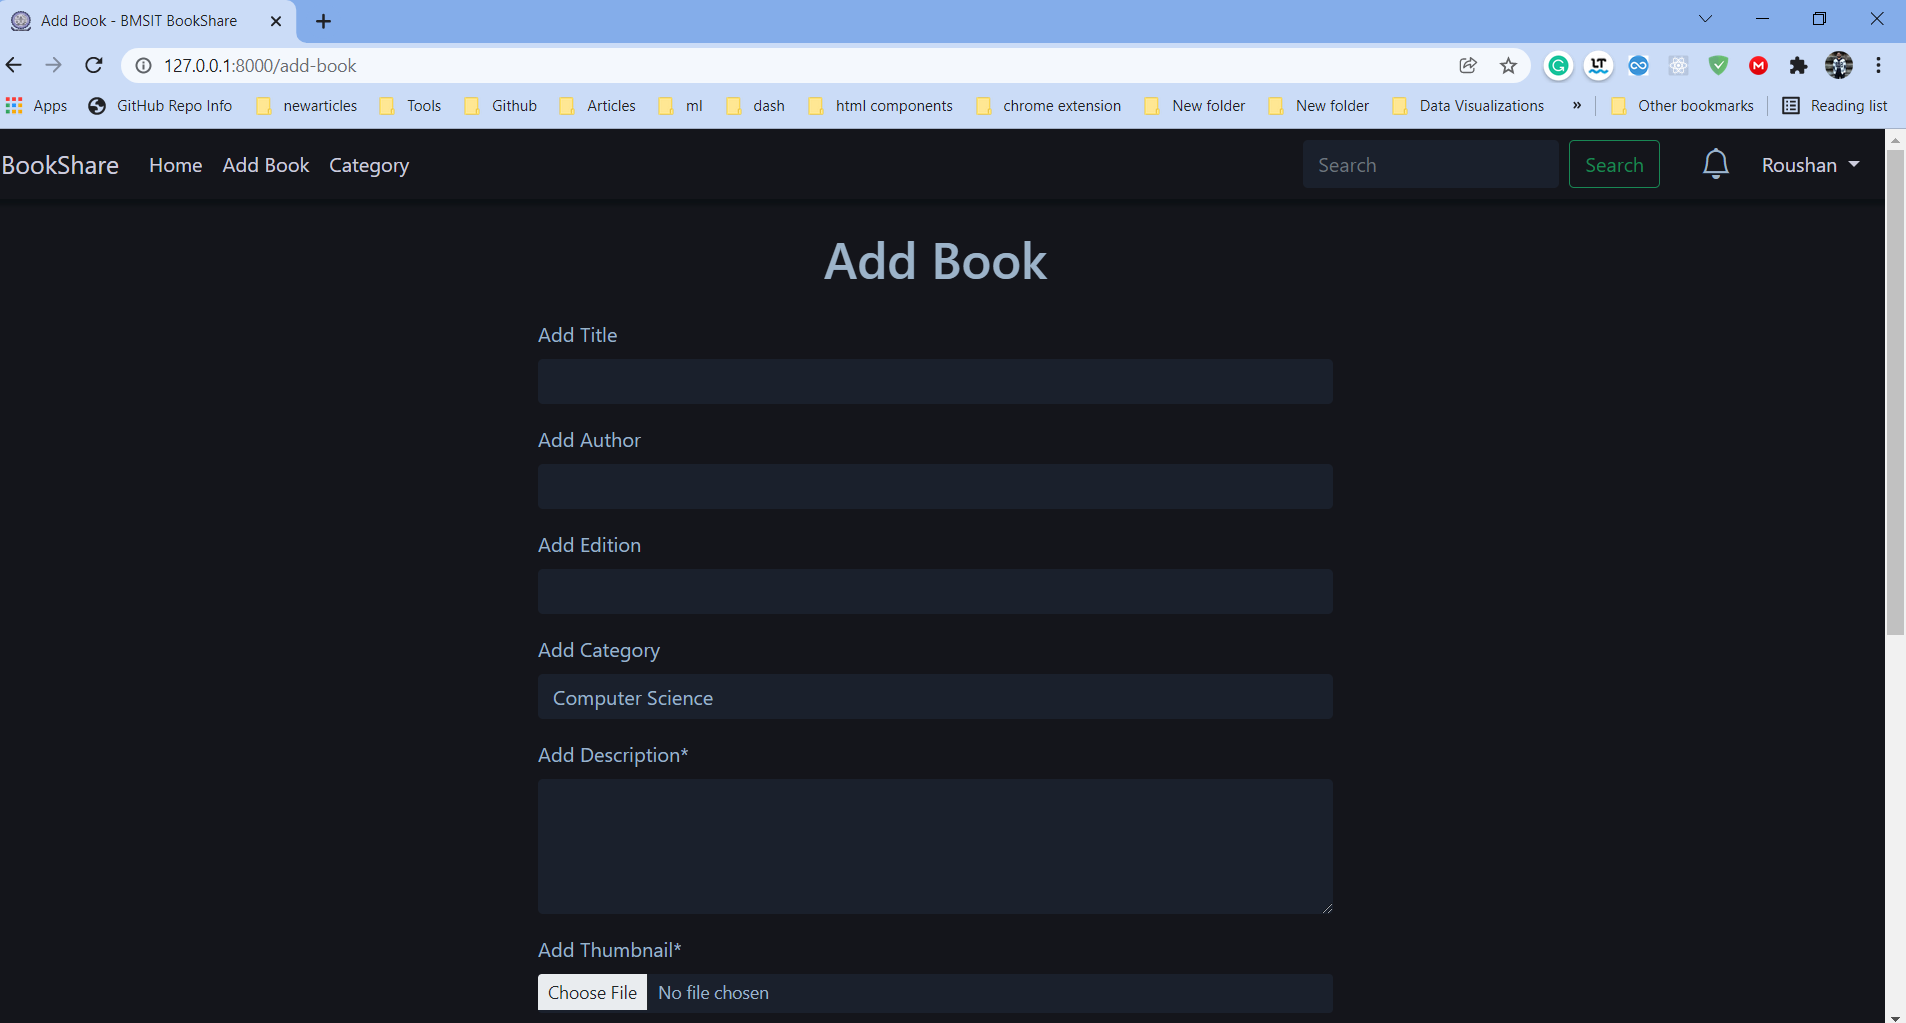 Add Book - BMSIT BookShare
127.0.0.1:8000/add-book
Apps GitHub Repo Info newarticles Tools Github Articles ml dash html components chrome extension New folder New folder Data Visualizations » Other bookmarks Reading list
BookShare Home Add Book Category Search Search Roushan
Add Book
Add Title
Add Author
Add Edition
Add Category
Computer Science
Add Description*
Add Thumbnail*
Choose File No file chosen